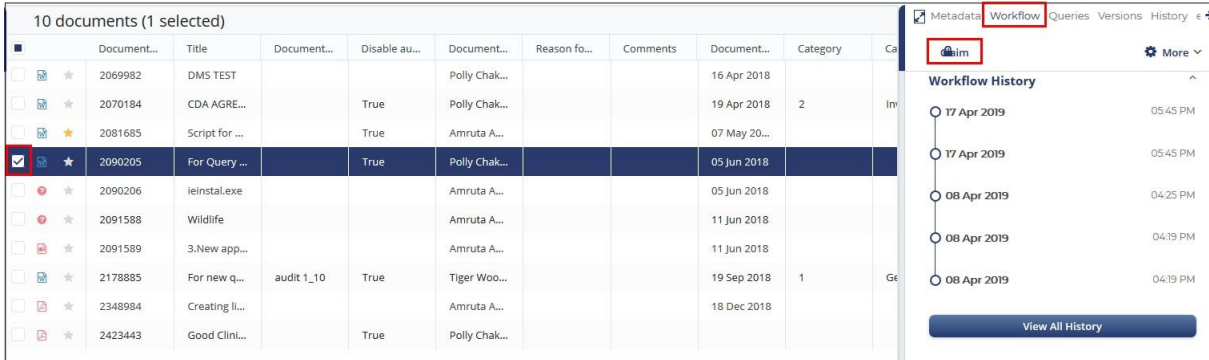 10 documents (1 selected)
Document... Title Document... Disable au... Document... Reason fo... Comments Document... Category Ca
2069982 DMS TEST Polly Chak... 16 Apr 2018
2070184 CDA AGRE... True Polly Chak... 19 Apr 2018 2 Inv
2081685 Script for ... True Amruta A... 07 May 20...
2090205 For Query ... True Polly Chak... 05 Jun 2018
2090206 ieinstal.exe Amruta A... 05 Jun 2018
2091588 Wildlife Amruta A... 11 Jun 2018
2091589 3.New app... Amruta A... 11 Jun 2018
2178885 For new q... audit 1_10 True Tiger Woo... 19 Sep 2018 1 Ge
2348984 Creating li... Amruta A... 18 Dec 2018
2423443 Good Clini... True Polly Chak...
Metadata Workflow Queries Versions History e
Claim More
Workflow History
17 Apr 2019 05:45 PM
17 Apr 2019 05:45 PM
08 Apr 2019 04:25 PM
08 Apr 2019 04:19 PM
08 Apr 2019 04:19 PM
View All History